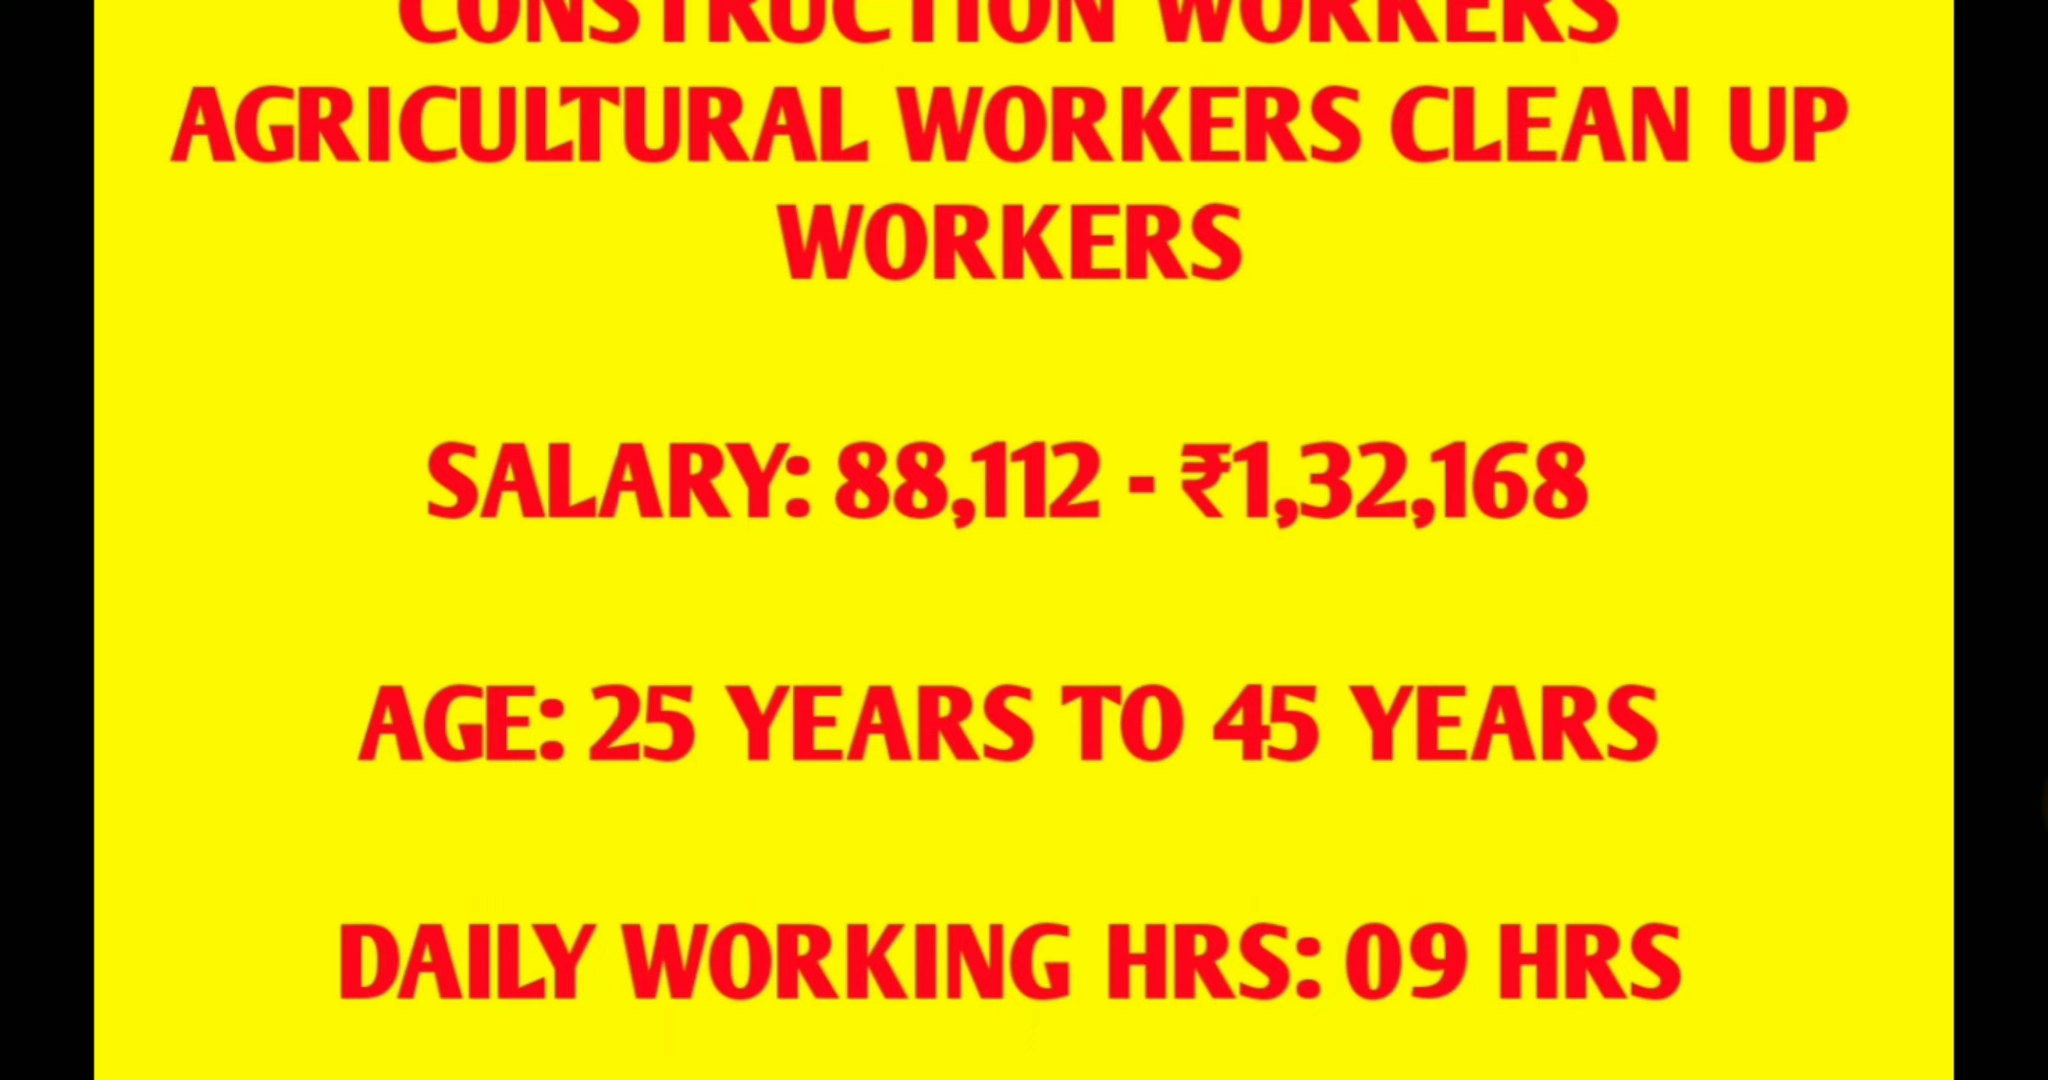 CONSTRUCTION WORKERS
AGRICULTURAL WORKERS CLEAN UP
WORKERS
SALARY: 88,112 - ₹1,32,168
AGE: 25 YEARS TO 45 YEARS
DAILY WORKING HRS: 09 HRS